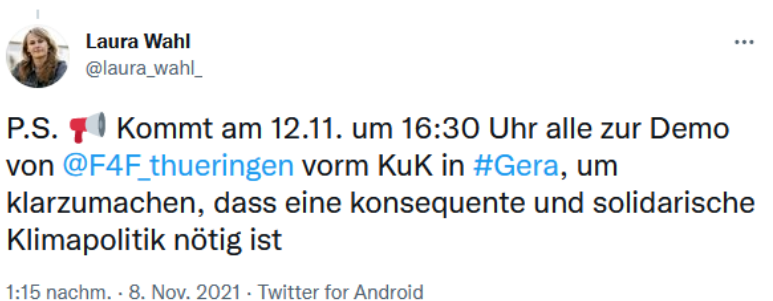 Laura Wahl
@laura_wahl_
P.S. 📢 Kommt am 12.11. um 16:30 Uhr alle zur Demo
von @F4F_thueringen vorm KuK in #Gera, um
klarzumachen, dass eine konsequente und solidarische
Klimapolitik nötig ist
1:15 nachm. · 8. Nov. 2021 · Twitter for Android